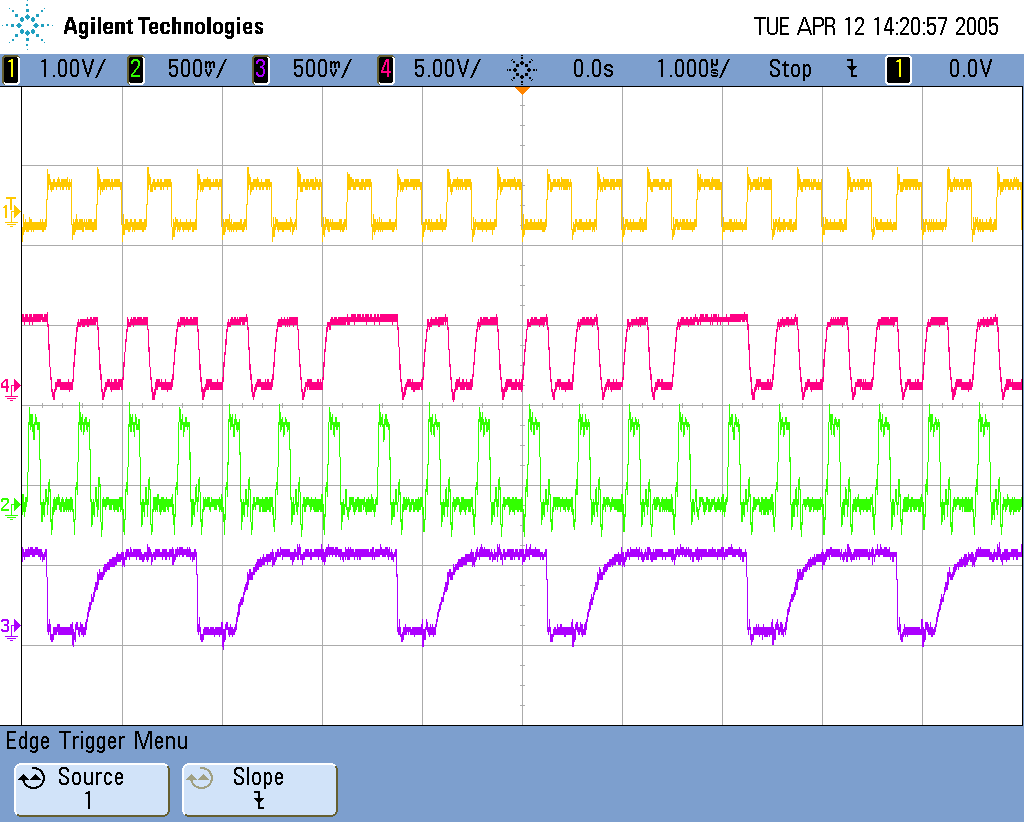 Agilent Technologies TUE APR 12 14:20:57 2005
1 1.00V/ 2 500mV/ 3 500mV/ 4 5.00V/ 0.0s 1.000µs/ Stop 1 0.0V
T
1
4
2
3
Edge Trigger Menu
Source Slope
1